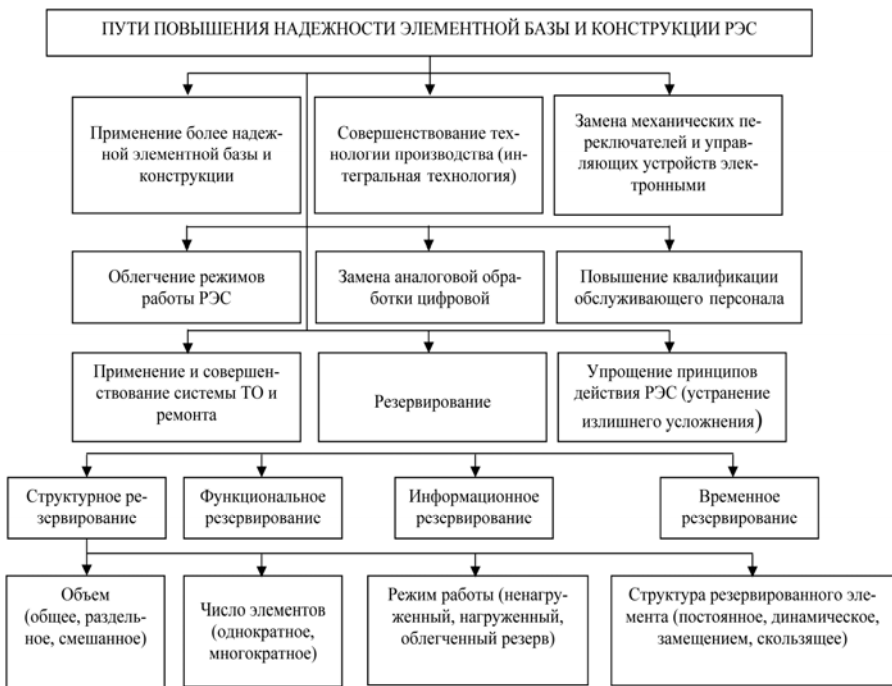 ПУТИ ПОВЫШЕНИЯ НАДЕЖНОСТИ ЭЛЕМЕНТНОЙ БАЗЫ И КОНСТРУКЦИИ РЭС
Применение более надеж-
ной элементной базы и
конструкции
Совершенствование тех-
нологии производства (ин-
тегральная технология)
Замена механических пе-
реключателей и управ-
ляющих устройств элек-
тронными
Облегчение режимов
работы РЭС
Замена аналоговой обра-
ботки цифровой
Повышение квалификации
обслуживающего персонала
Применение и совершен-
ствование системы ТО и
ремонта
Резервирование
Упрощение принципов
действия РЭС (устранение
излишнего усложнения)
Структурное ре-
зервирование
Функциональное
резервирование
Информационное
резервирование
Временное
резервирование
Объем
(общее, раздель-
ное, смешанное)
Число элементов
(однократное,
многократное)
Режим работы (ненагру-
женный, нагруженный,
облегченный резерв)
Структура резервированного элемен-
та (постоянное, динамическое,
замещением, скользящее)